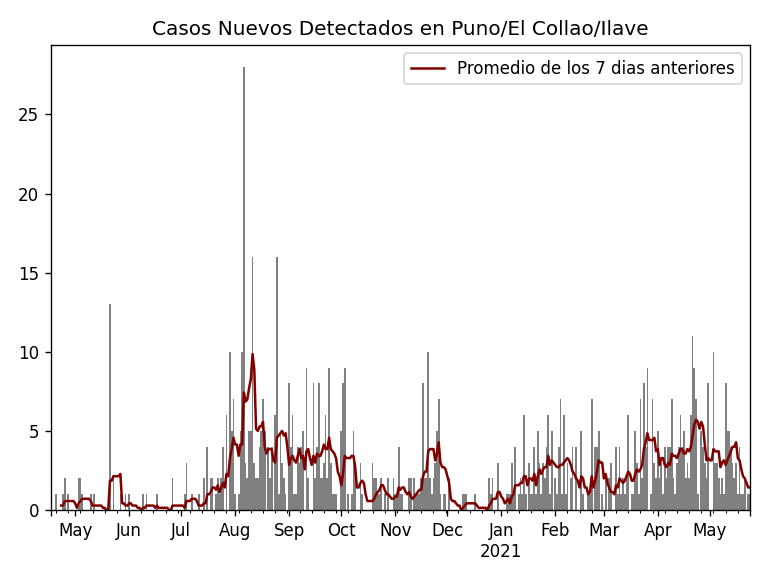 Casos Nuevos Detectados en Puno/El Collao/Ilave
Promedio de los 7 dias anteriores
25
20
15
10
5
0
May Jun Jul Aug Sep Oct Nov Dec Jan Feb Mar Apr May
2021